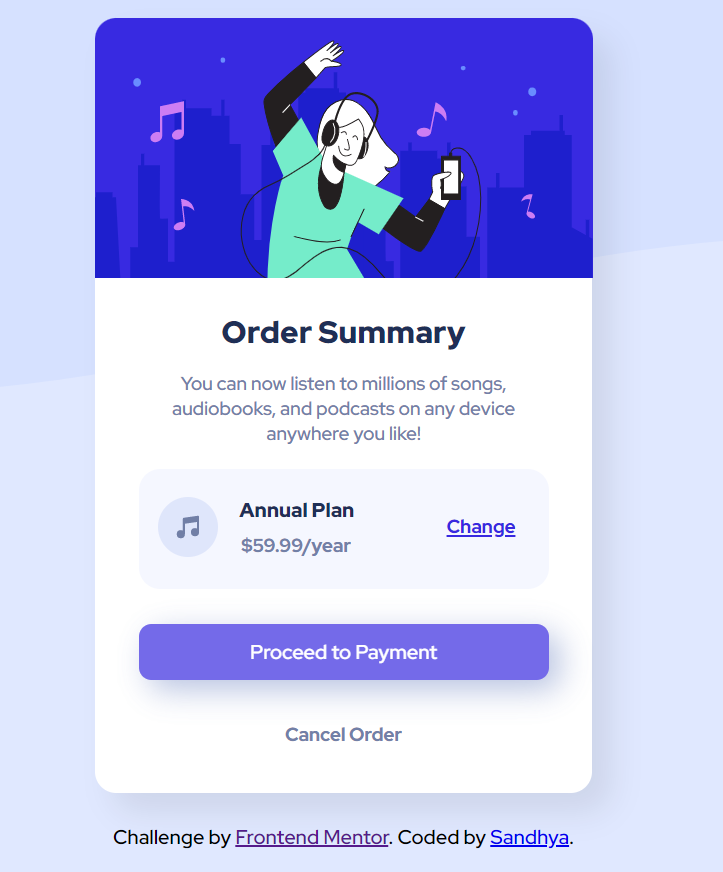 Order Summary
You can now listen to millions of songs,
audiobooks, and podcasts on any device
anywhere you like!
Annual Plan
$59.99/year
Change
Proceed to Payment
Cancel Order
Challenge by Frontend Mentor. Coded by Sandhya.